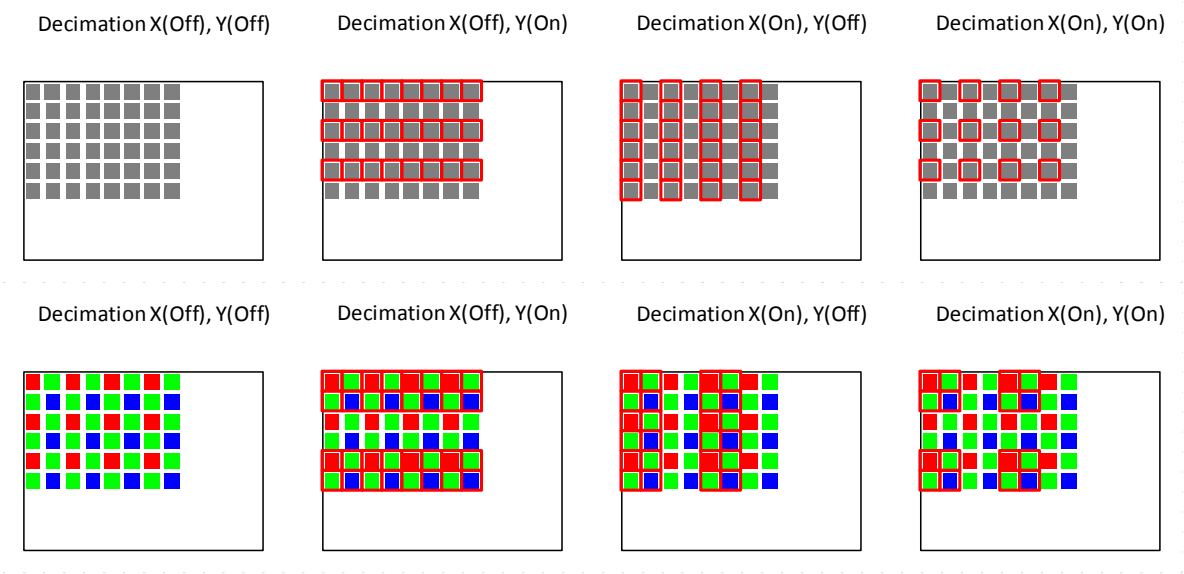 Decimation X(Off), Y(Off)
Decimation X(Off), Y(On)
Decimation X(On), Y(Off)
Decimation X(On), Y(On)
Decimation X(Off), Y(Off)
Decimation X(Off), Y(On)
Decimation X(On), Y(Off)
Decimation X(On), Y(On)